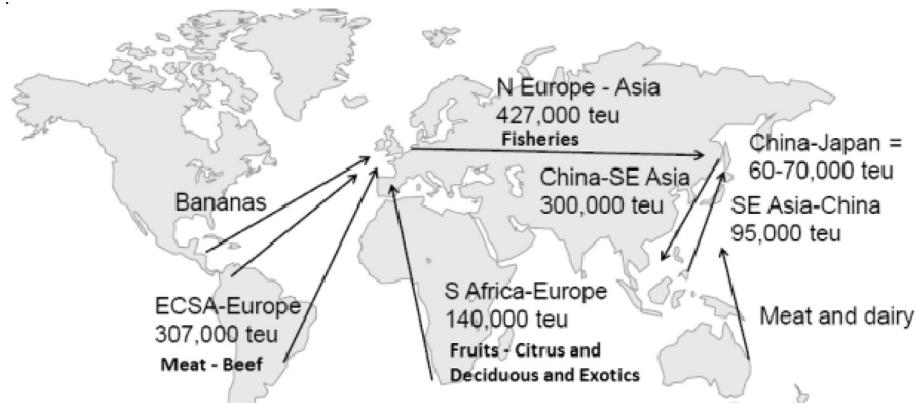 N Europe - Asia
427,000 teu
Fisheries
China-Japan =
60-70,000 teu
China-SE Asia
300,000 teu
Bananas
SE Asia-China
95,000 teu
ECSA-Europe
307,000 teu
Meat - Beef
S Africa-Europe
140,000 teu
Fruits - Citrus and
Deciduous and Exotics
Meat and dairy